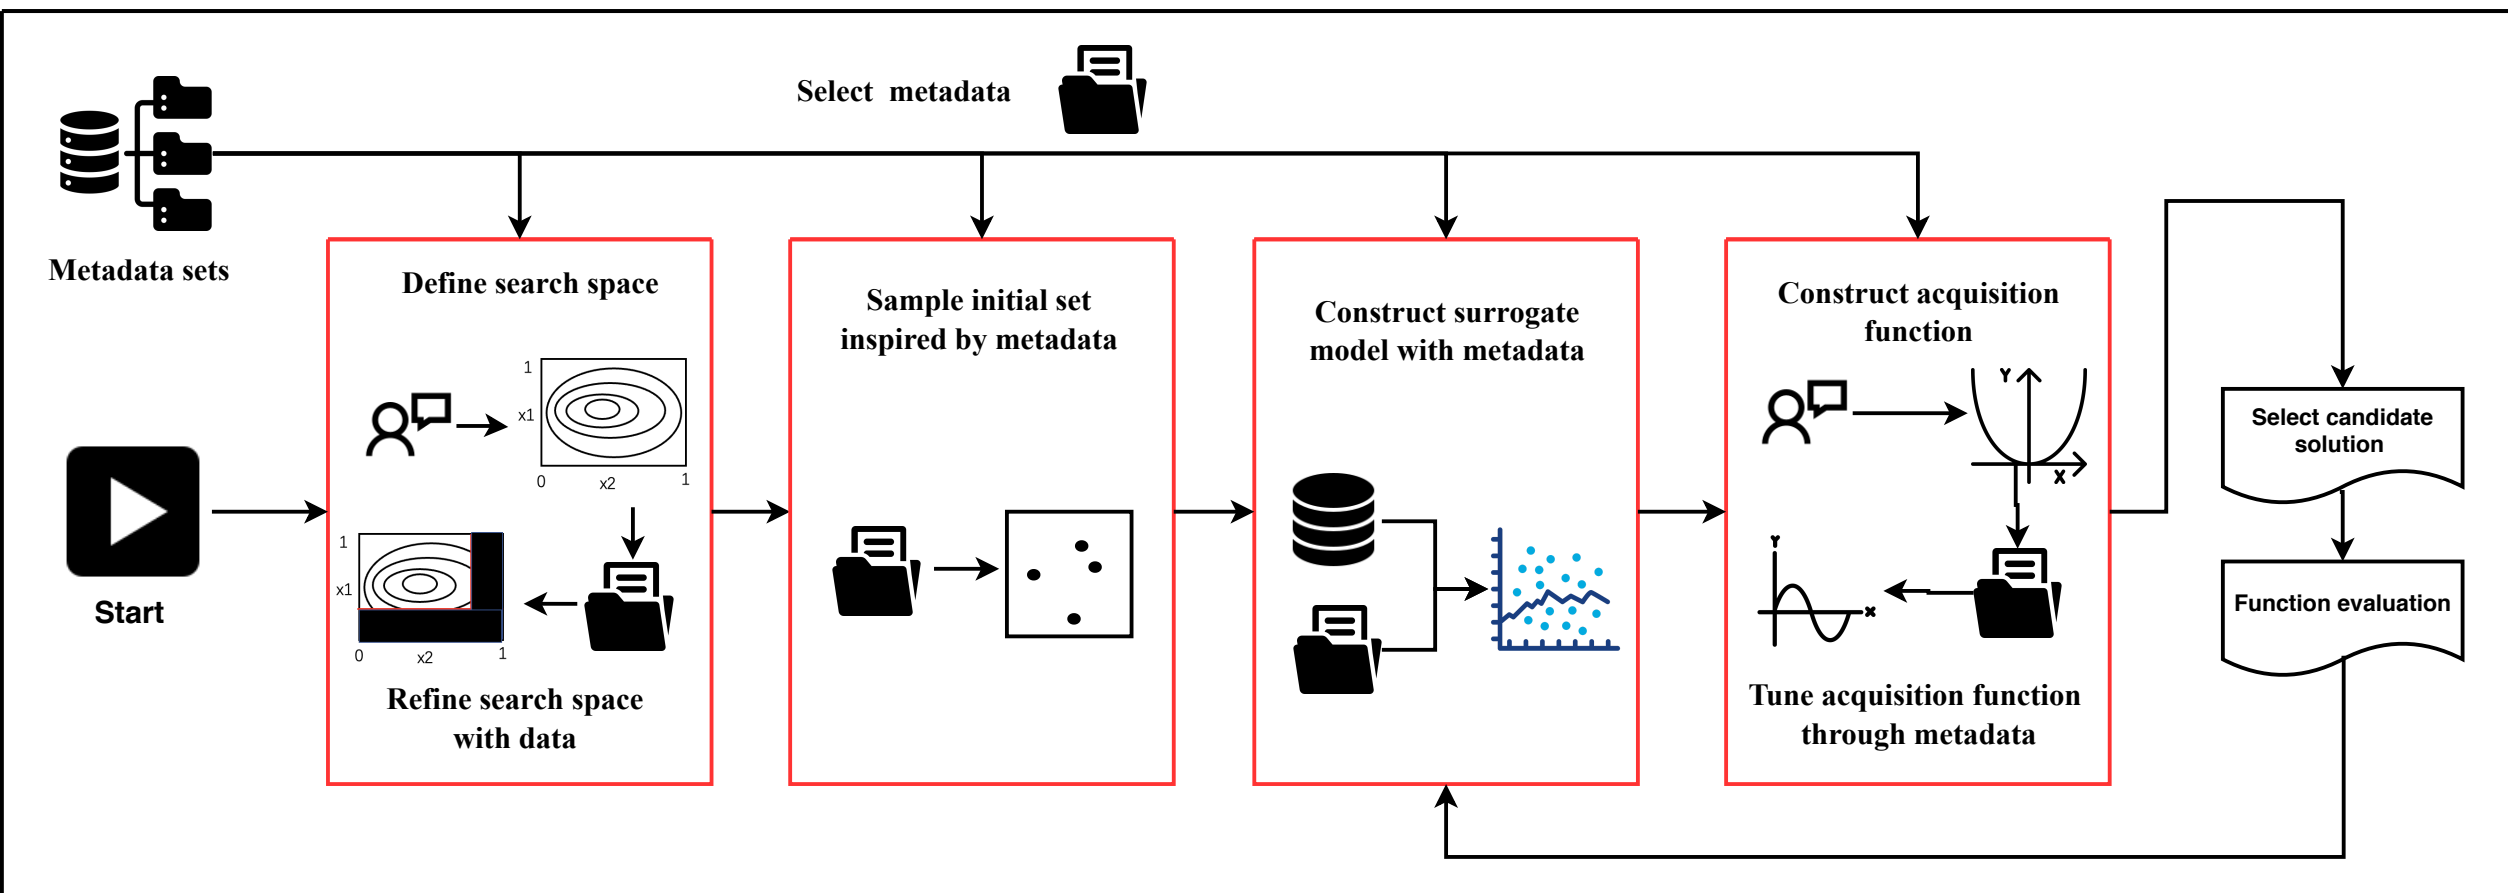 Select metadata
Metadata sets
Start
Define search space
1
x1
0
x2
1
1
x1
0
x2
1
Refine search space
with data
Sample initial set
inspired by metadata
Construct surrogate
model with metadata
Construct acquisition
function
Y
X
Y
X
Tune acquisition function
through metadata
Select candidate
solution
Function evaluation